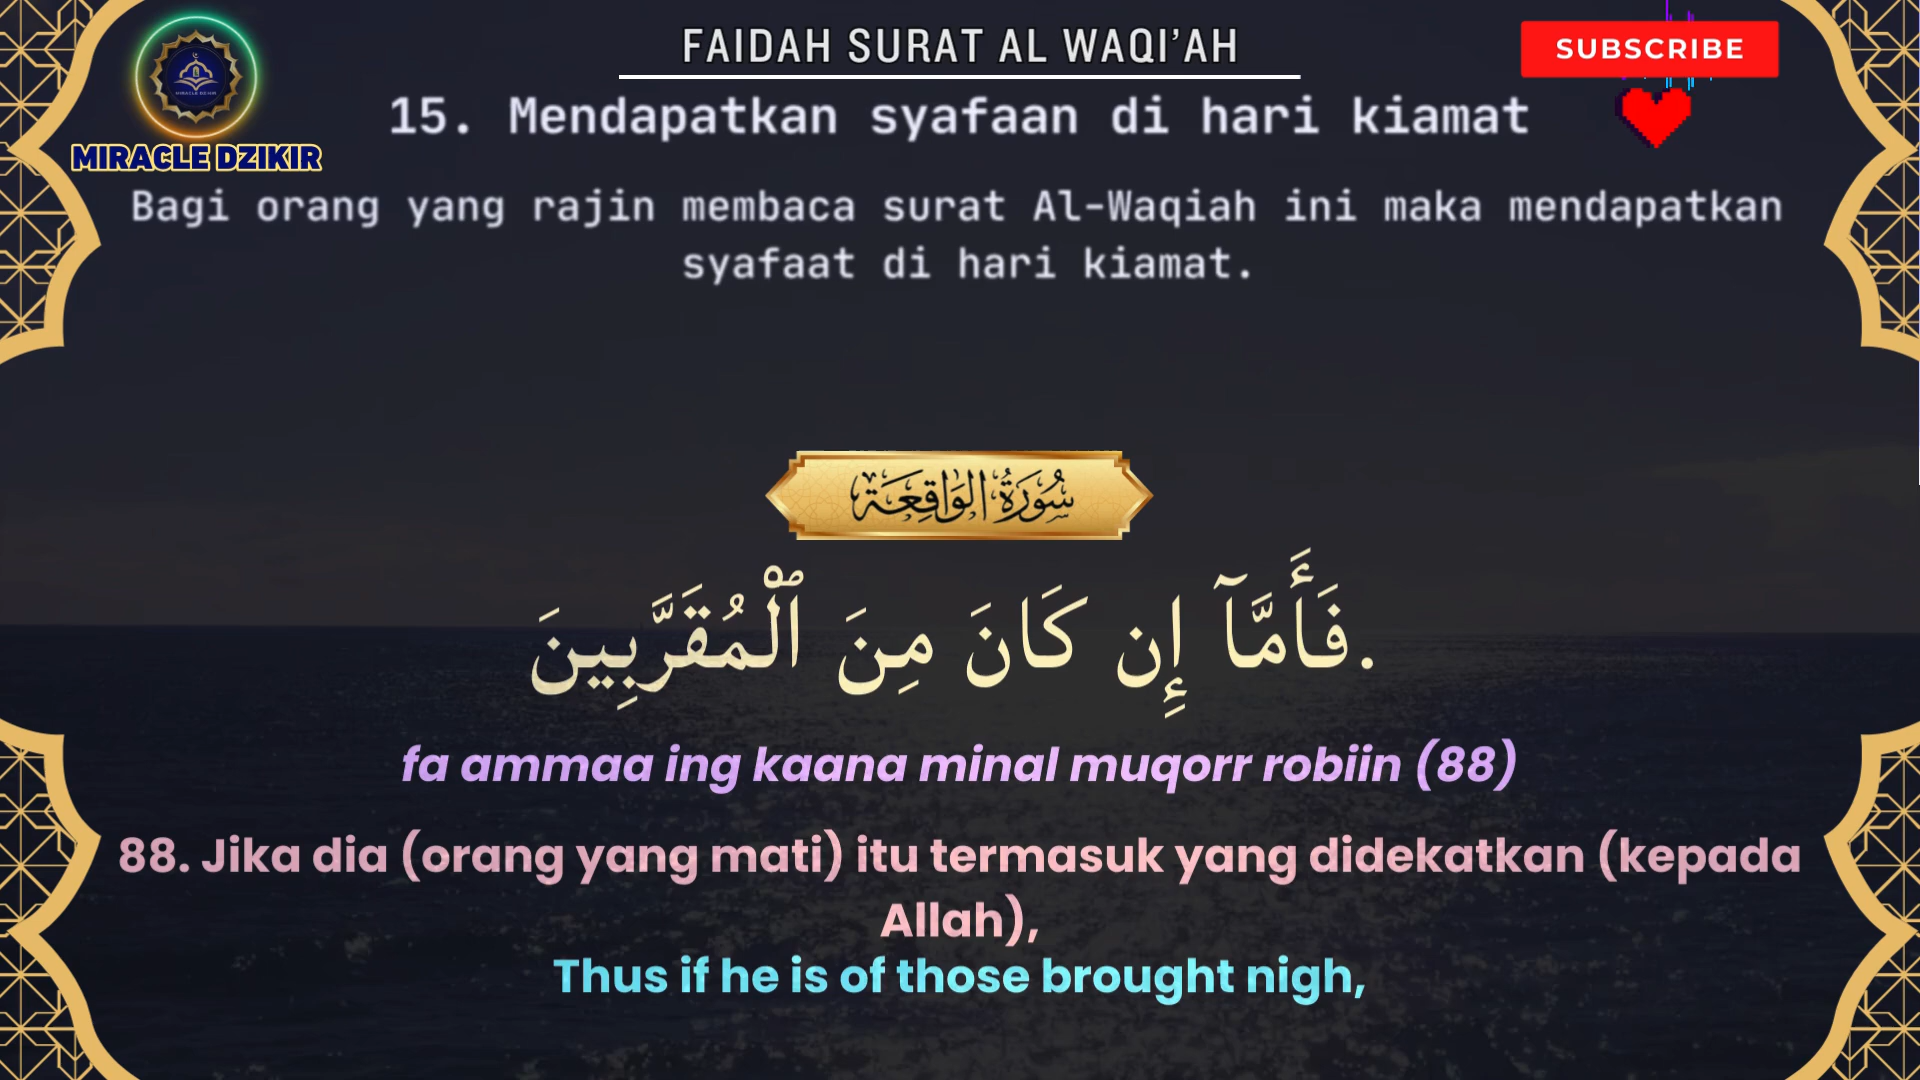 FAIDAH SURAT AL WAQI’AH
SUBSCRIBE
MIRACLE DZIKIR
MIRACLE DZIKIR
15. Mendapatkan syafaan di hari kiamat
Bagi orang yang rajin membaca surat Al-Waqiah ini maka mendapatkan
syafaat di hari kiamat.
سُوْرَةُ الْوَاقِعَة
فَأَمَّآ إِن كَانَ مِنَ ٱلْمُقَرَّبِينَ.
fa ammaa ing kaana minal muqorr robiin (88)
88. Jika dia (orang yang mati) itu termasuk yang didekatkan (kepada
Allah),
Thus if he is of those brought nigh,